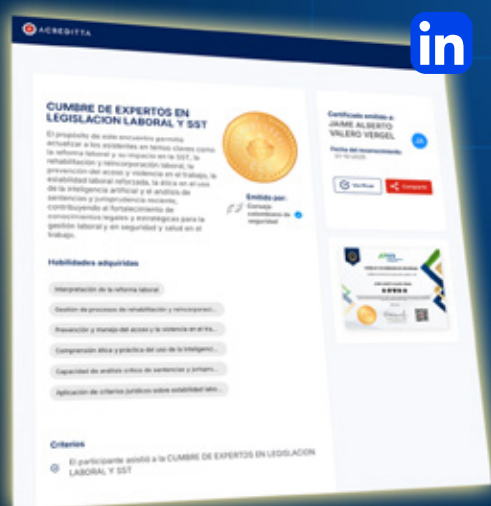 in
ACREDITTA
CUMBRE DE EXPERTOS EN
LEGISLACION LABORAL Y SST
El propósito de este encuentro permite
actualizar a los asistentes en temas claves como
la reforma laboral y su impacto en la SST, la
rehabilitación y reincorporación laboral, la
prevención del acoso y violencia en el trabajo, la
estabilidad laboral reforzada, la ética en el uso
de la inteligencia artificial y el análisis de
sentencias y jurisprudencia reciente,
contribuyendo al fortalecimiento de
conocimientos legales y estratégicos para la
gestión laboral y en seguridad y salud en el
trabajo.
Emitido por:
Consejo
colombiano de
seguridad
Habilidades adquiridas
Interpretación de la reforma laboral
Gestión de procesos de rehabilitación y reincorporaci...
Prevención y manejo del acoso y la violencia en el tra...
Comprensión ética y práctica del uso de la inteligenci...
Capacidad de análisis crítico de sentencias y jurispru...
Aplicación de criterios jurídicos sobre estabilidad labo...
Criterios
El participante asistió a la CUMBRE DE EXPERTOS EN LEGISLACION
LABORAL Y SST
Certificado emitido a:
JAIME ALBERTO
VALERO VERGEL
Fecha del reconocimiento
Verificar
Compartir